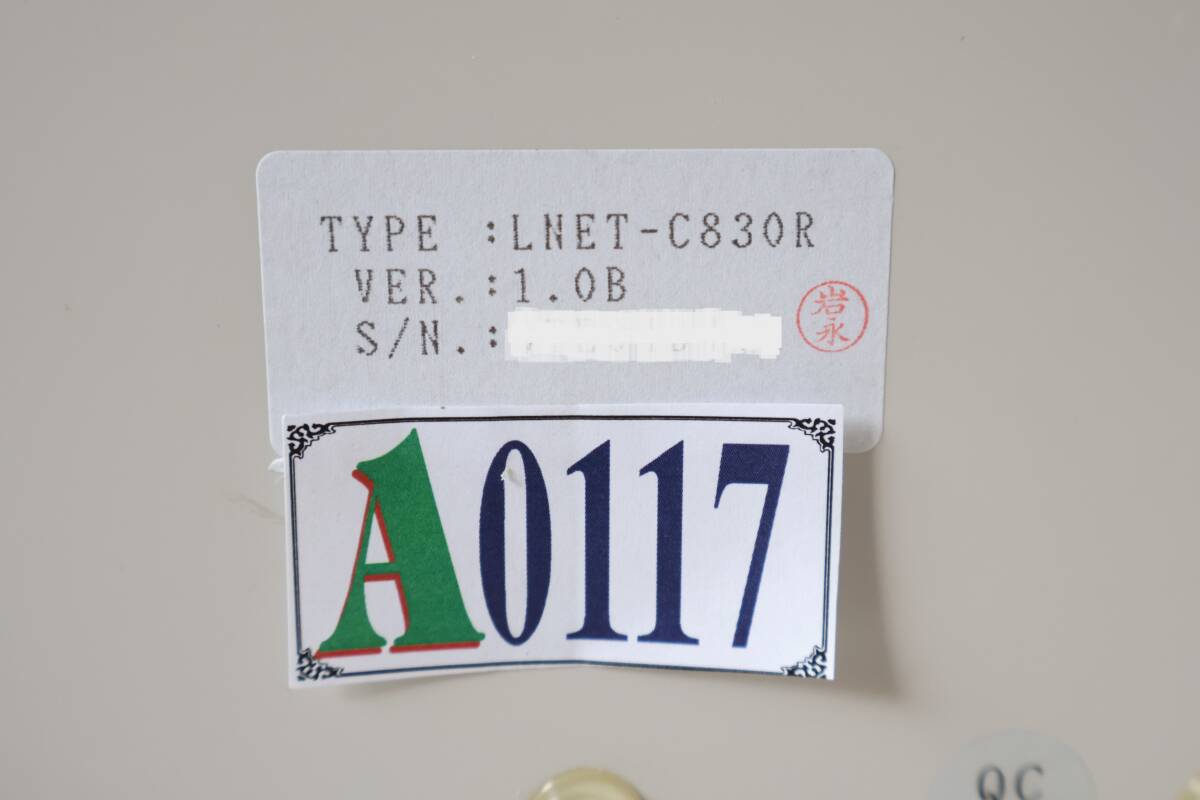 TYPE :LNET-C830R
VER.:1.0B
S/N.:
岩永
A0117
QC